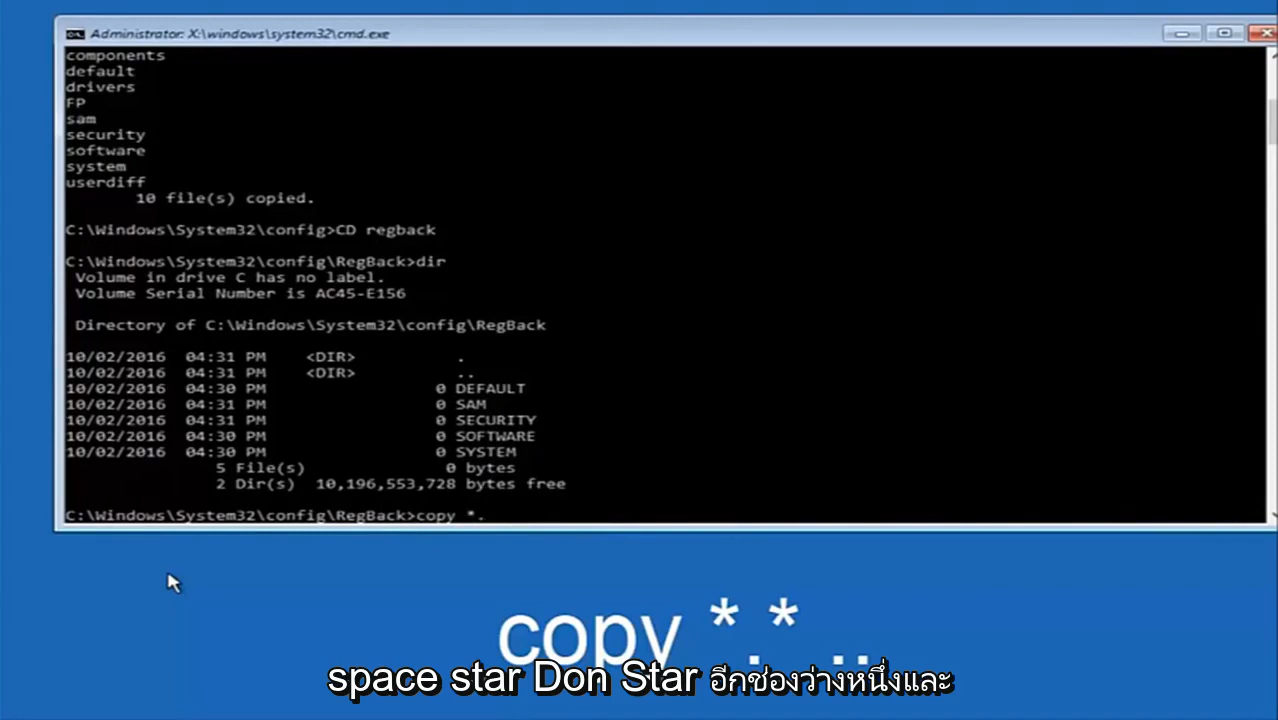 Administrator: X:\windows\system32\cmd.exe
components
default
drivers
FP
sam
security
software
system
userdiff
10 file(s) copied.
C:\Windows\System32\config>CD regback
C:\Windows\System32\config\RegBack>dir
Volume in drive C has no label.
Volume Serial Number is AC45-E156
Directory of C:\Windows\System32\config\RegBack
10/02/2016 04:31 PM <DIR> .
10/02/2016 04:31 PM <DIR> ..
10/02/2016 04:30 PM 0 DEFAULT
10/02/2016 04:31 PM 0 SAM
10/02/2016 04:31 PM 0 SECURITY
10/02/2016 04:30 PM 0 SOFTWARE
10/02/2016 04:30 PM 0 SYSTEM
5 File(s) 0 bytes
2 Dir(s) 10,196,553,728 bytes free
C:\Windows\System32\config\RegBack>copy *.
copy *.* ..
space star Don Star อีกช่องว่างหนึ่งและ